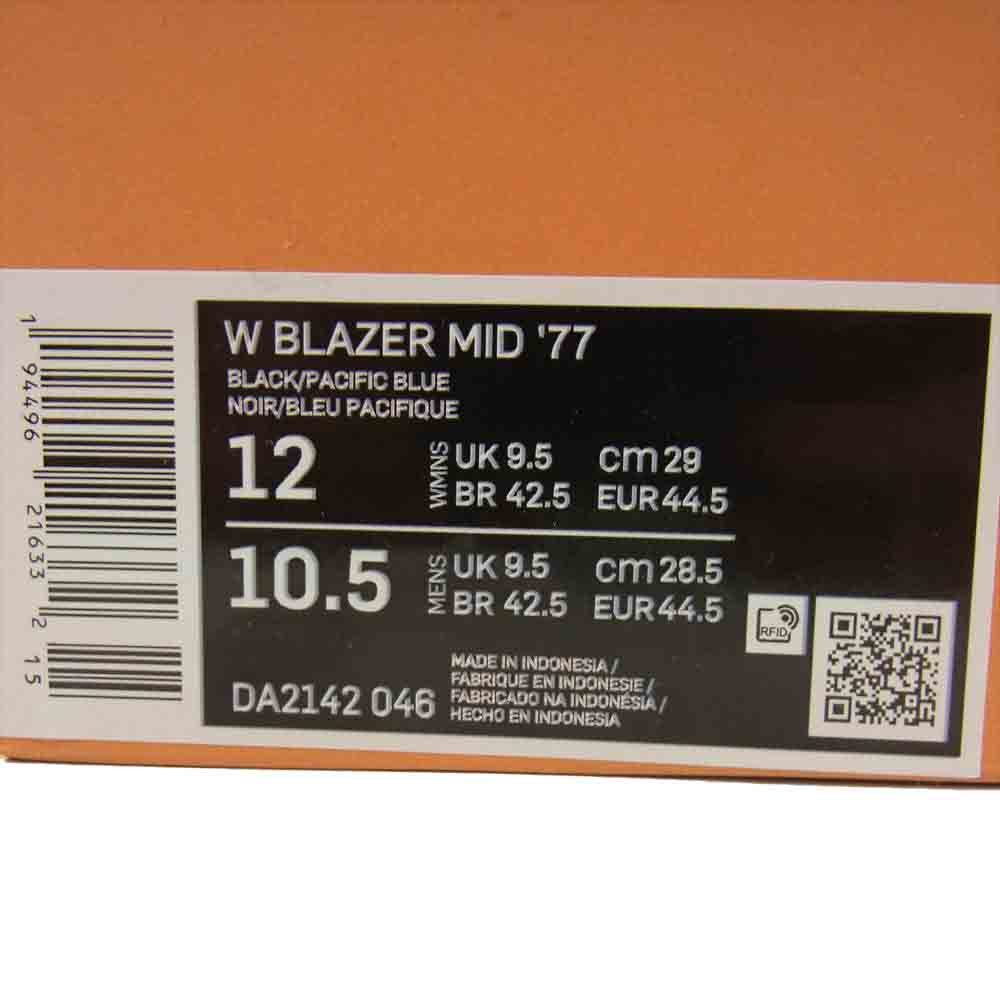 W BLAZER MID '77
BLACK/PACIFIC BLUE
NOIR/BLEU PACIFIQUE
12 WMNS UK 9.5 cm 29
BR 42.5 EUR 44.5
10.5 MENS UK 9.5 cm 28.5
BR 42.5 EUR 44.5
RFID
DA2142 046
MADE IN INDONESIA /
FABRIQUE EN INDONESIE /
FABRICADO NA INDONÉSIA /
HECHO EN INDONESIA
1 94496 21633 2 15